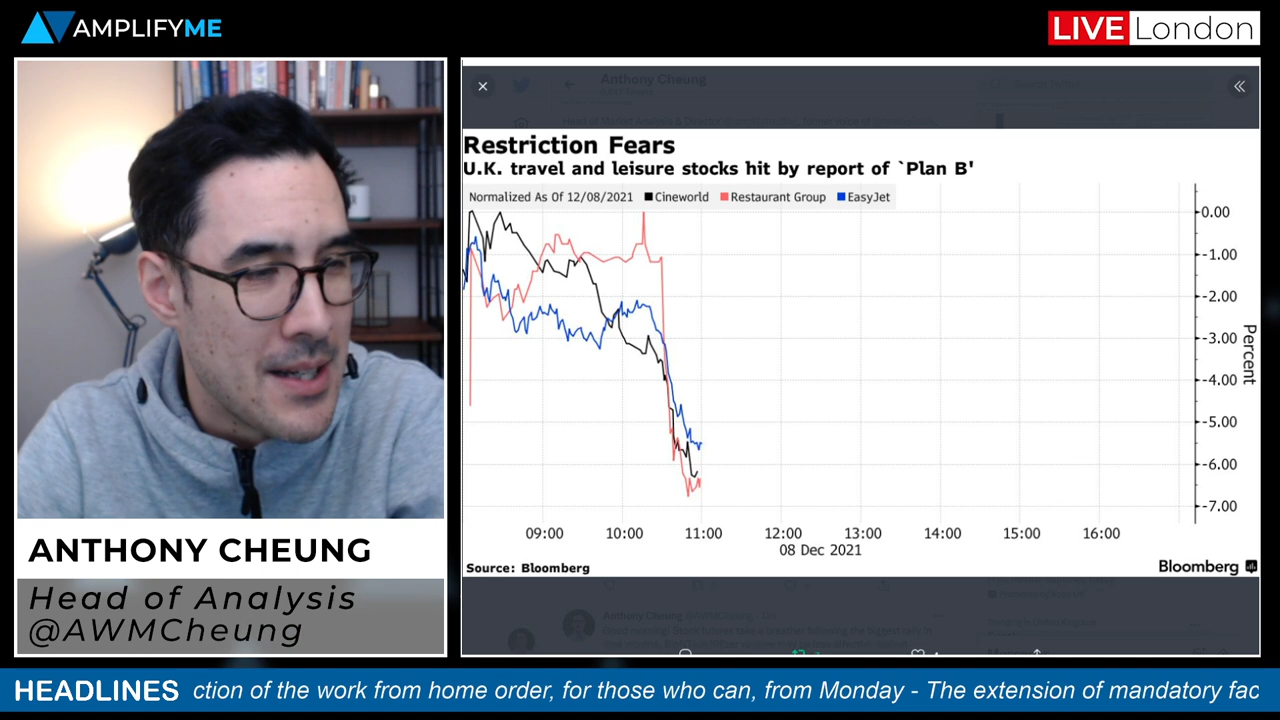 AMPLIFYME
LIVE London
Anthony Cheung
Restriction Fears
U.K. travel and leisure stocks hit by report of `Plan B'
Normalized As Of 12/08/2021 Cineworld Restaurant Group EasyJet
0.00
-1.00
-2.00
-3.00
-4.00
-5.00
-6.00
-7.00
Percent
09:00 10:00 11:00 12:00 13:00 14:00 15:00 16:00
08 Dec 2021
Source: Bloomberg
Bloomberg
Anthony Cheung
ANTHONY CHEUNG
Head of Analysis
@AWMCheung
HEADLINES ction of the work from home order, for those who can, from Monday - The extension of mandatory fac